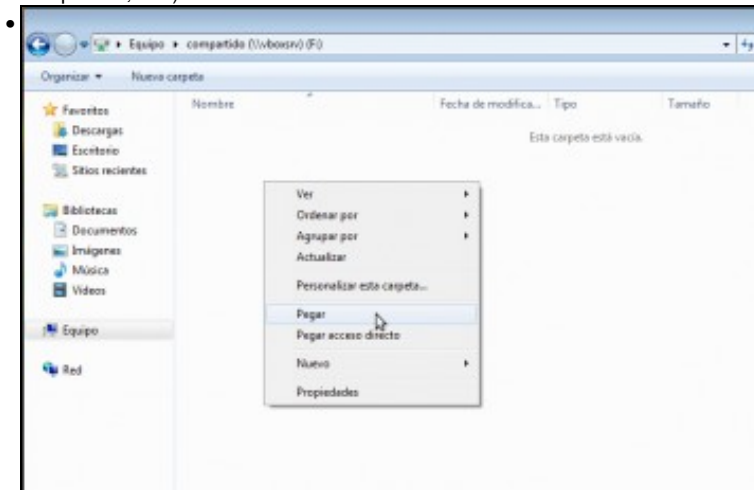 Equipo ▸ compartido (\\vboxsrv) (F:)
Organizar Nueva carpeta
Nombre Fecha de modifica... Tipo Tamaño
Esta carpeta está vacía.
Favoritos
Descargas
Escritorio
Sitios recientes
Bibliotecas
Documentos
Imágenes
Música
Vídeos
Equipo
Red
Ver
Ordenar por
Agrupar por
Actualizar
Personalizar esta carpeta...
Pegar
Pegar acceso directo
Nuevo
Propiedades